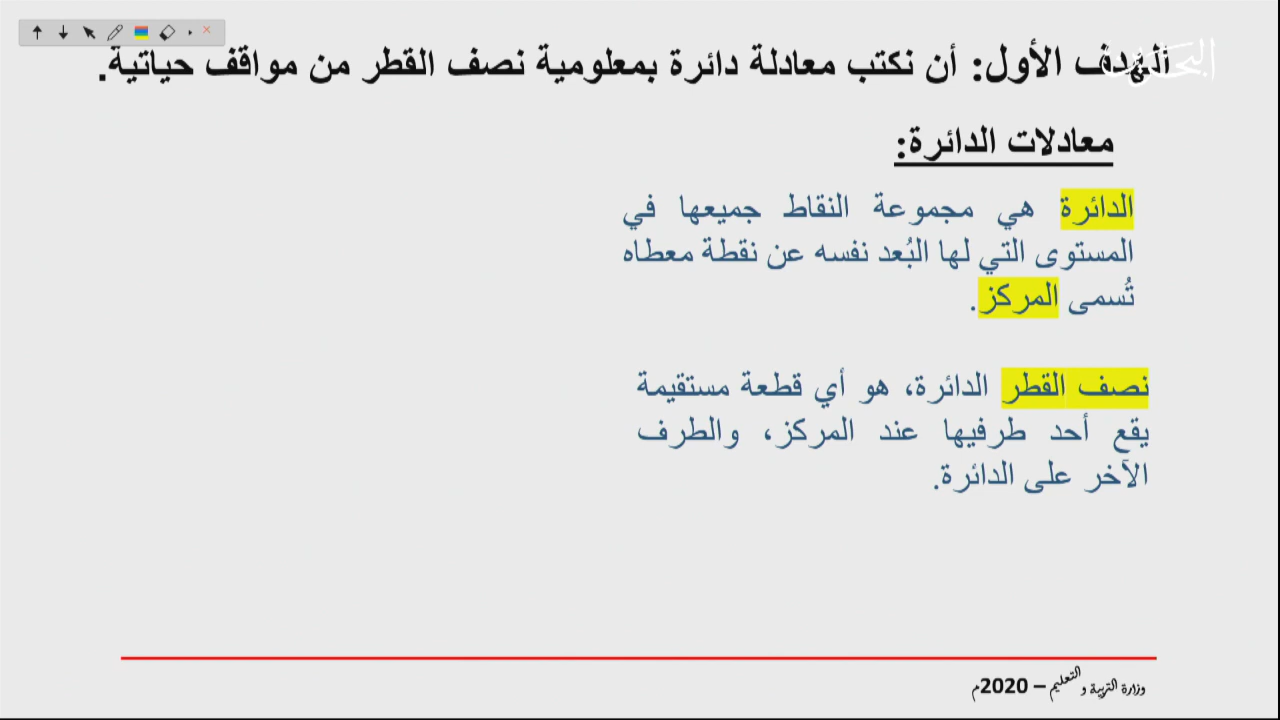 الهدف الأول: أن نكتب معادلة دائرة بمعلومية نصف القطر من مواقف حياتية.
البحرين
معادلات الدائرة:
الدائرة هي مجموعة النقاط جميعها في
المستوى التي لها البُعد نفسه عن نقطة معطاه
تُسمى المركز.
نصف القطر الدائرة، هو أي قطعة مستقيمة
يقع أحد طرفيها عند المركز، والطرف
الآخر على الدائرة.
وزارة التربية و التعليم – 2020م